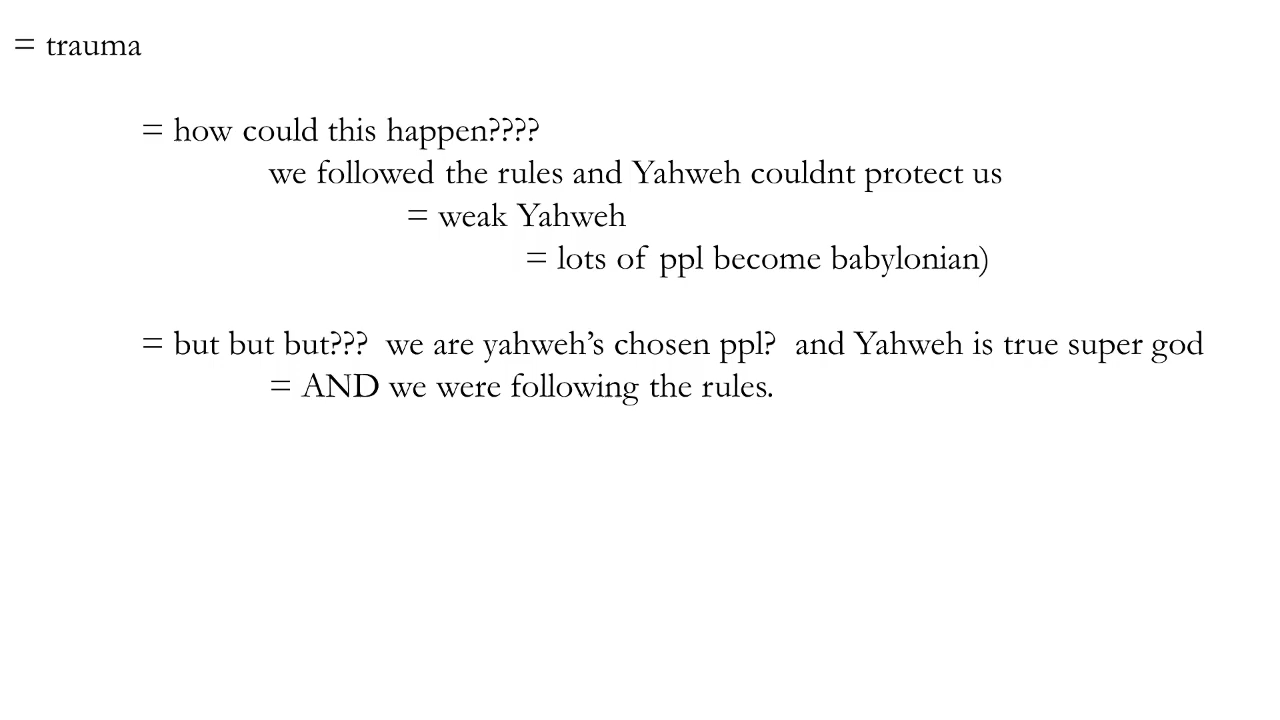 = trauma
= how could this happen????
we followed the rules and Yahweh couldnt protect us
= weak Yahweh
= lots of ppl become babylonian)
= but but but???  we are yahweh’s chosen ppl?  and Yahweh is true super god
= AND we were following the rules.